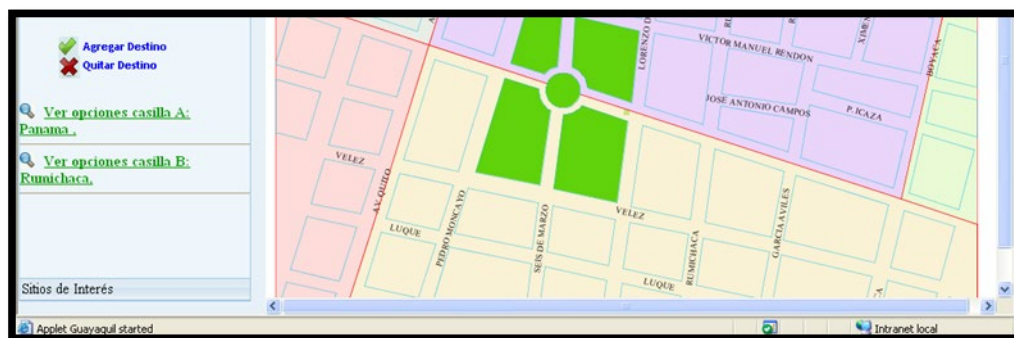 Agregar Destino
Quitar Destino
Ver opciones casilla A:
Panama .
Ver opciones casilla B:
Rumichaca.
Sitios de Interés
LORENZO D
VICTOR MANUEL RENDON
XIMEN
BOYACA
JOSE ANTONIO CAMPOS
P. ICAZA
VELEZ
AV. QUITO
PEDRO MONCAYO
LUQUE
SEIS DE MARZO
VELEZ
RUMICHACA
GARCIA AVILES
LUQUE
CA
Applet Guayaquil started
Intranet local